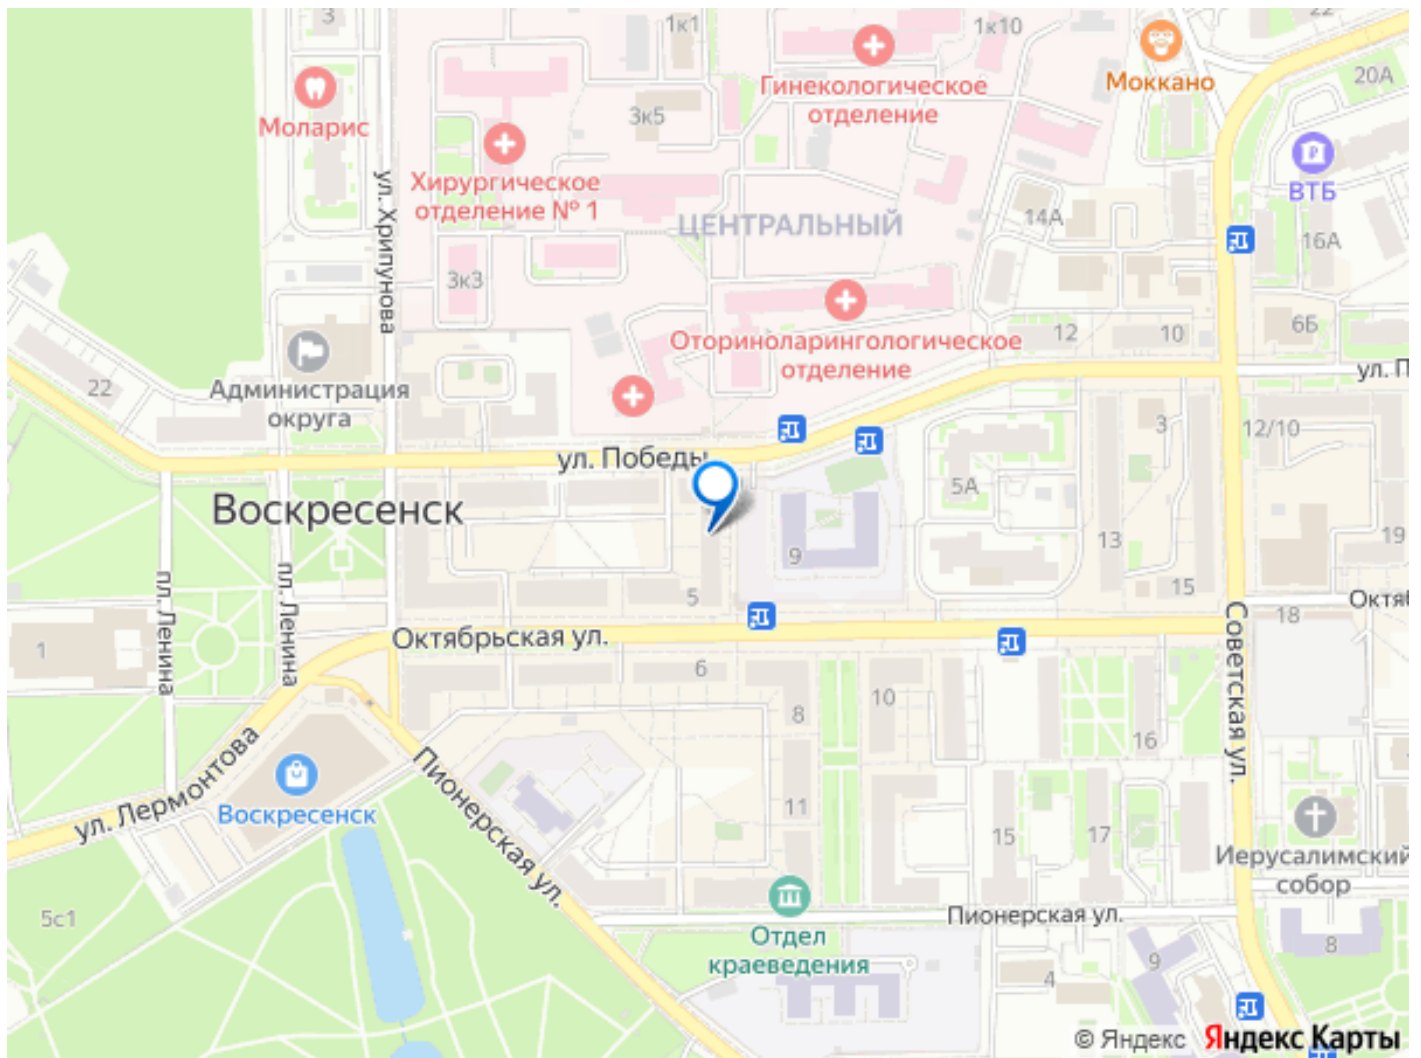 22
3
1к1
1к10
Моккано
20А
Моларис
Гинекологическое
отделение
3к5
ВТБ
Хирургическое
отделение № 1
ул. Хрипунова
ЦЕНТРАЛЬНЫЙ
14А
16А
3к3
12
10
6Б
Оториноларингологическое
отделение
22
Администрация
округа
ул. П
3
12/10
ул. Победы
5А
Воскресенск
13
19
9
15
пл. Ленина
пл. Ленина
5
Октяб
18
Советская ул.
1
Октябрьская ул.
6
10
8
16
ул. Лермонтова
Пионерская ул.
Воскресенск
11
15
17
Иерусалимский
собор
5с1
Пионерская ул.
Отдел
краеведения
8
9
4
© Яндекс Яндекс Карты